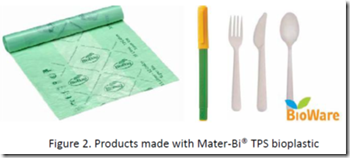 BioWare
Figure 2. Products made with Mater-Bi® TPS bioplastic